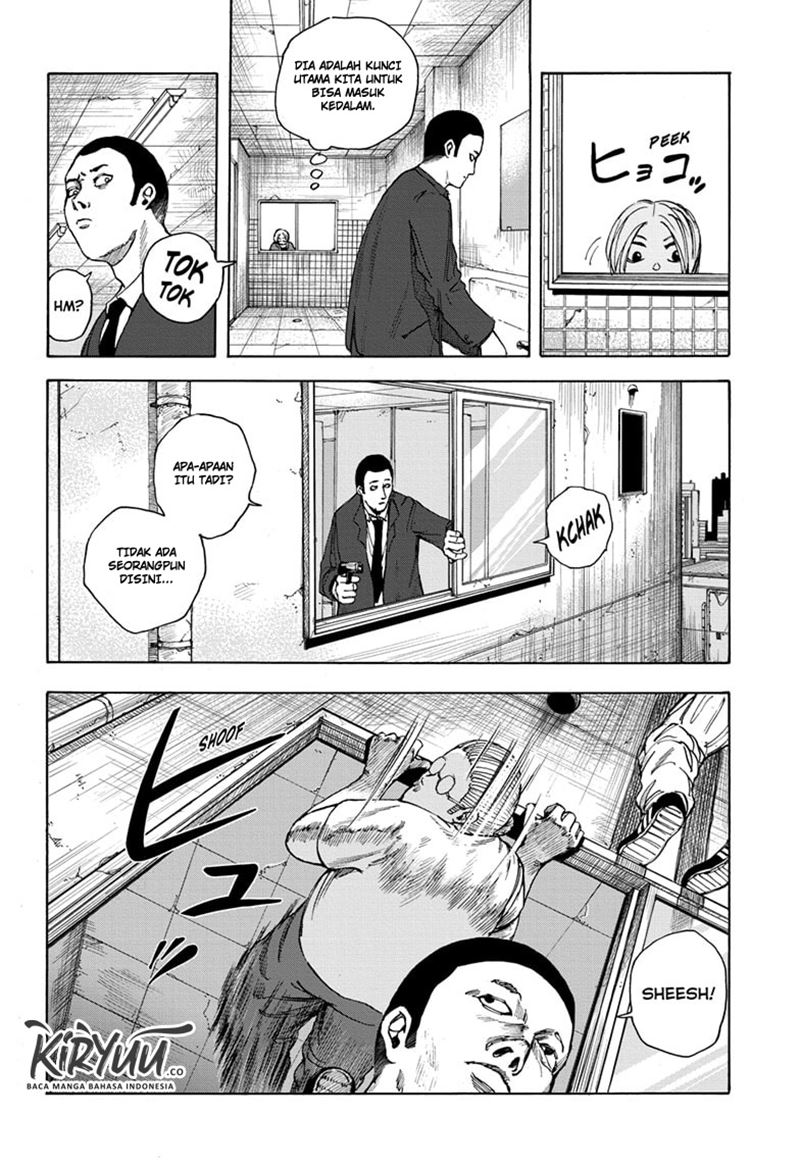 PEEK
ヒョコッ
DIA ADALAH KUNCI
UTAMA KITA UNTUK
BISA MASUK
KEDALAM.
TOK
TOK
HM?
APA-APAAN
ITU TADI?
TIDAK ADA
SEORANGPUN
DISINI...
KCHAK
SHOOF
ヒュッ
SHEESH!
KiRYUU.CO
BACA MANGA BAHASA INDONESIA